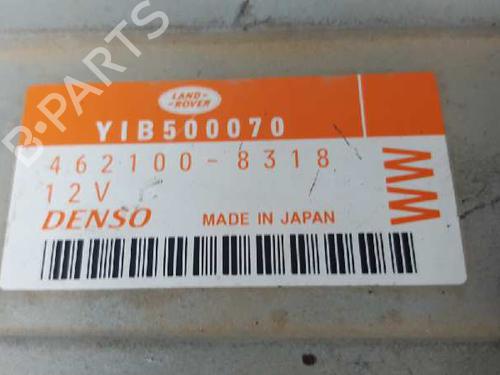 LAND-
-ROVER
YIB500070
462100-8318
12V
DENSO
MADE IN JAPAN
WW
B-PARTS